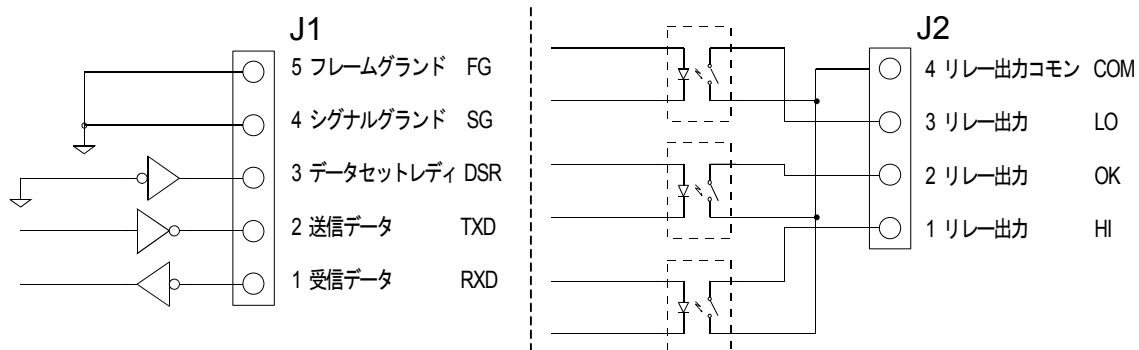 J1
5 フレームグランド FG
4 シグナルグランド SG
3 データセットレディ DSR
2 送信データ TXD
1 受信データ RXD
J2
4 リレー出力コモン COM
3 リレー出力 LO
2 リレー出力 OK
1 リレー出力 HI